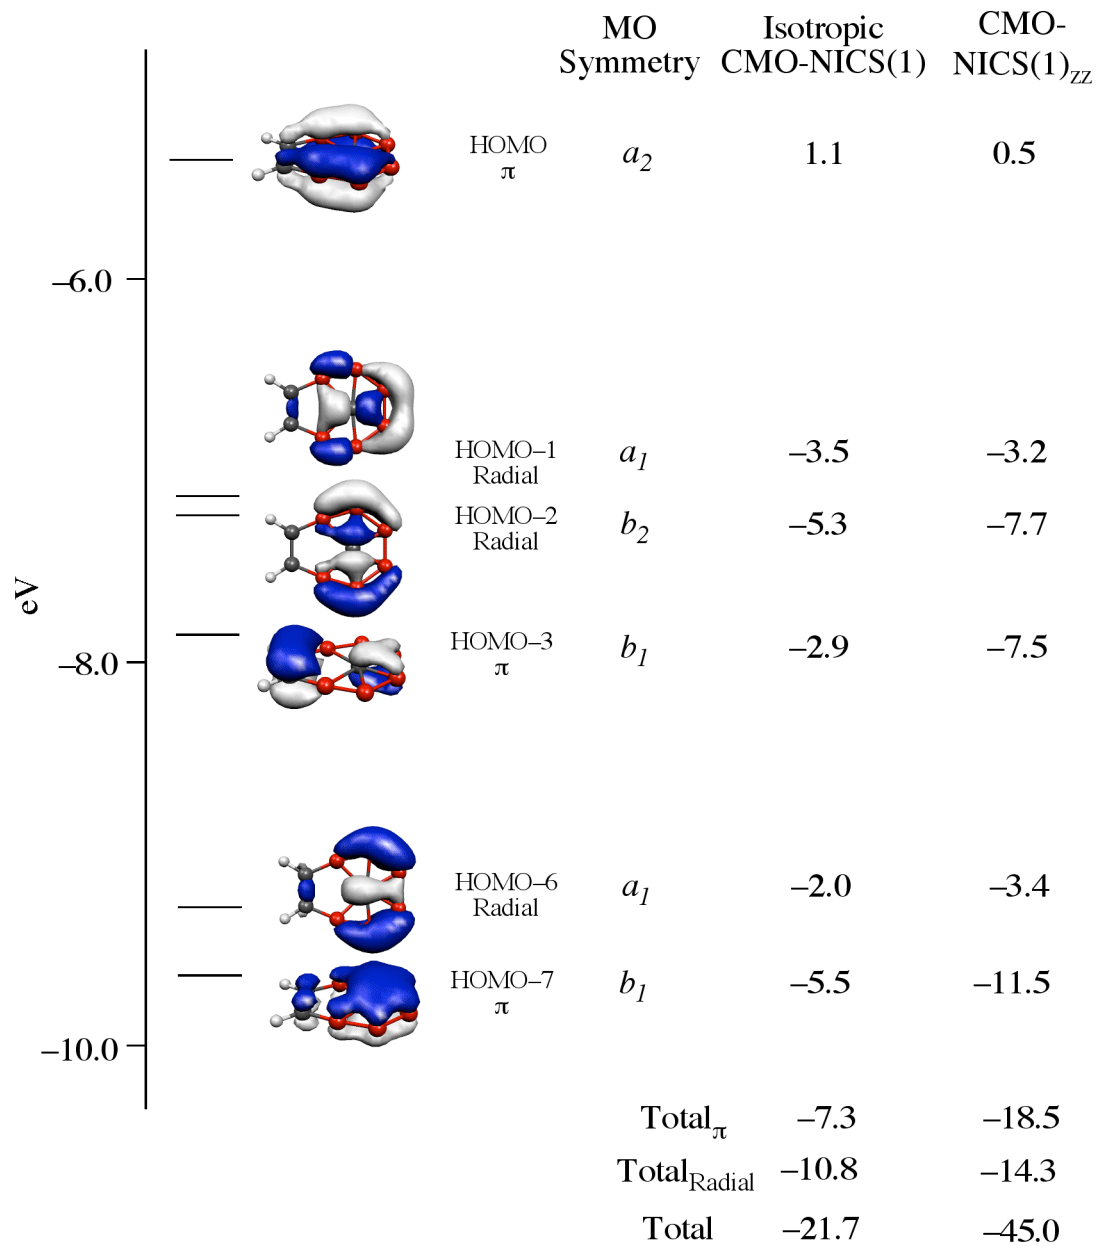 MO Symmetry
Isotropic CMO-NICS(1)
CMO-NICS(1)zz
HOMO π a2 1.1 0.5
–6.0
HOMO–1 Radial a1 –3.5 –3.2
HOMO–2 Radial b2 –5.3 –7.7
eV
HOMO–3 π b1 –2.9 –7.5
–8.0
HOMO–6 Radial a1 –2.0 –3.4
HOMO–7 π b1 –5.5 –11.5
–10.0
Totalπ –7.3 –18.5
TotalRadial –10.8 –14.3
Total –21.7 –45.0